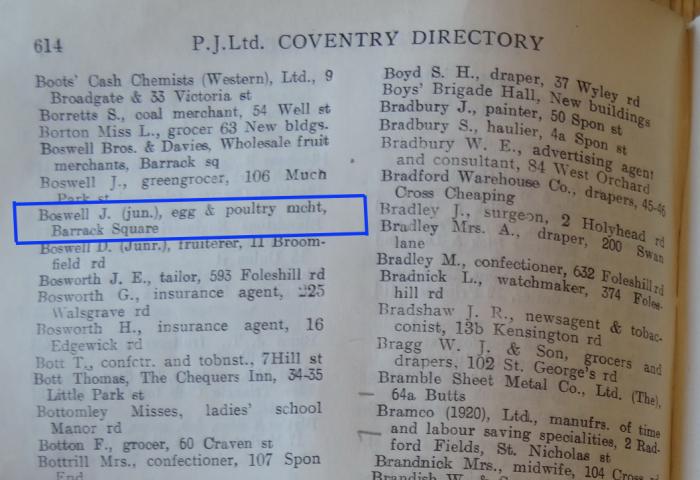 614
P.J.Ltd. COVENTRY DIRECTORY
Boots' Cash Chemists (Western), Ltd., 9
Broadgate & 33 Victoria st
Borretts S., coal merchant, 54 Well st
Borton Miss L., grocer 63 New bldgs.
Boswell Bros. & Davies, Wholesale fruit
merchants, Barrack sq
Boswell J., greengrocer, 106 Much
Park st
Boswell J. (jun.), egg & poultry mcht,
Barrack Square
Boswell D. (Junr.), fruiterer, 11 Broom-
field rd
Bosworth J. E., tailor, 593 Foleshill rd
Bosworth G., insurance agent, 225
Walsgrave rd
Bosworth H., insurance agent, 16
Edgewick rd
Bott T., confctr. and tobnst., 7 Hill st
Bott Thomas, The Chequers Inn, 34-35
Little Park st
Bottomley Misses, ladies' school
Manor rd
Botton F., grocer, 60 Craven st
Bottrill Mrs., confectioner, 107 Spon
End
Boyd S. H., draper, 37 Wyley rd
Boys' Brigade Hall, New buildings
Bradbury J., painter, 50 Spon st
Bradbury S., haulier, 4a Spon st
Bradbury W. E., advertising agent
and consultant, 84 West Orchard
Bradford Warehouse Co., drapers, 45-46
Cross Cheaping
Bradley J., surgeon, 2 Holyhead rd
Bradley Mrs. A., draper, 200 Swan
lane
Bradley M., confectioner, 632 Foleshill rd
Bradnick L., watchmaker, 374 Foles-
hill rd
Bradshaw J. R., newsagent & tobac-
conist, 13b Kensington rd
Bragg W. J. & Son, grocers and
drapers, 102 St. George's rd
Bramble Sheet Metal Co., Ltd. (The),
64a Butts
Bramco (1920), Ltd., manufrs. of time
and labour saving specialities, 2 Rad-
ford Fields, St. Nicholas st
Brandnick Mrs., midwife, 104 Cross rd
Brandish W. &